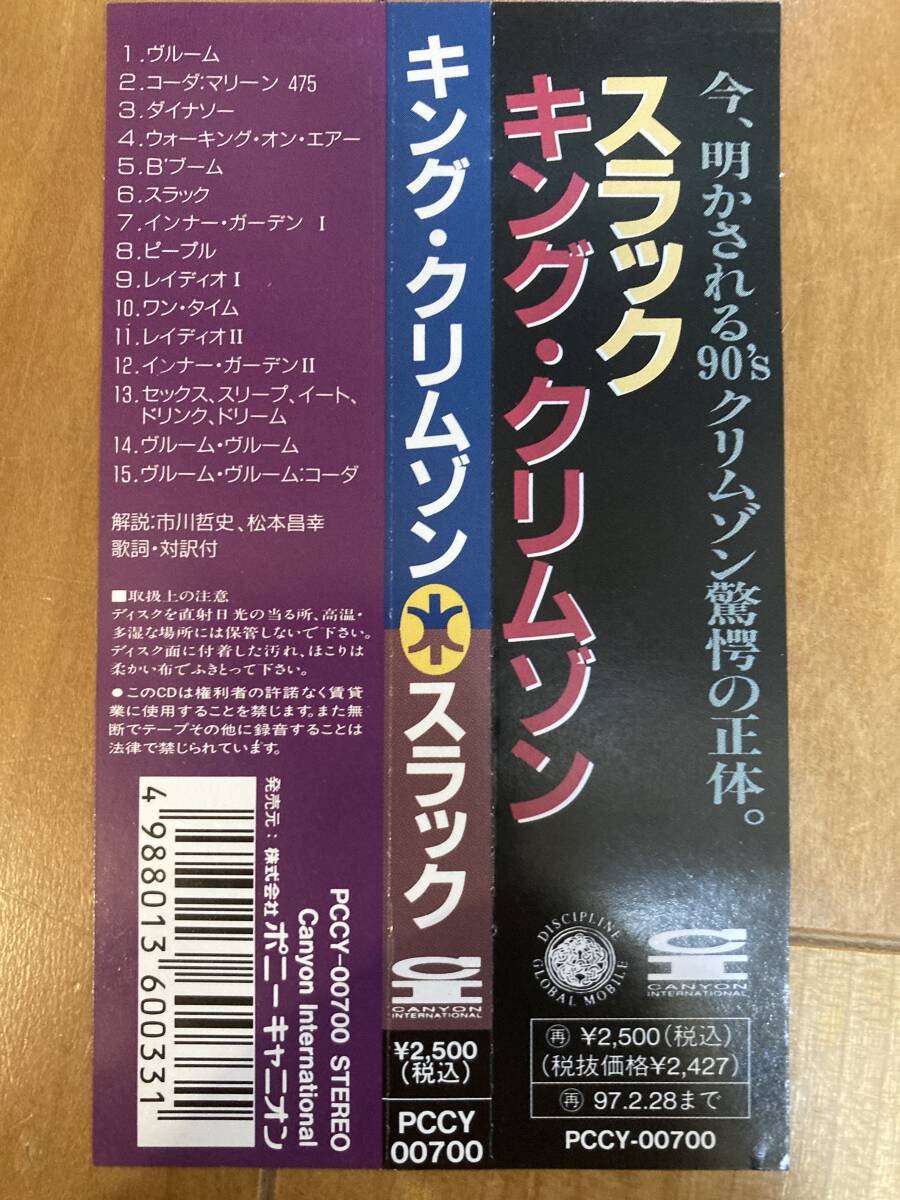 1.ヴルーム
2.コーダ:マリーン 475
3.ダイナソー
4.ウォーキング・オン・エアー
5.B'ブーム
6.スラック
7.インナー・ガーデン I
8.ピープル
9.レイディオ I
10.ワン・タイム
11.レイディオ II
12.インナー・ガーデン II
13.セックス、スリープ、イート、
ドリンク、ドリーム
14.ヴルーム・ヴルーム
15.ヴルーム・ヴルーム:コーダ
解説:市川哲史、松本昌幸
歌詞・対訳付
■取扱上の注意
ディスクを直射日光の当る所、高温・
多湿な場所には保管しないで下さい。
ディスク面に付着した汚れ、ほこりは
柔かい布でふきとって下さい。
●このCDは権利者の許諾なく賃貸
業に使用することを禁じます。また無
断でテープその他に録音することは
法律で禁じられています。
4 988013 600331
発売元:株式会社ポニーキャニオン
Canyon International
PCCY-00700 STEREO
キング・クリムゾン
スラック
CANYON
INTERNATIONAL
¥2,500
(税込)
PCCY
00700
今、明かされる90'sクリムゾン驚愕の正体。
スラック
キング・クリムゾン
DISCIPLINE
GLOBAL MOBILE
CANYON
INTERNATIONAL
再 ¥2,500(税込)
(税抜価格¥2,427)
再 97.2.28まで
PCCY-00700